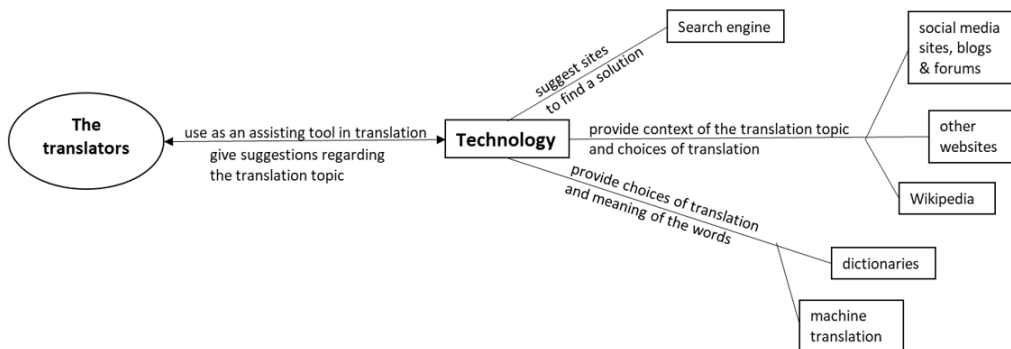 Search engine
suggest sites
to find a solution
social media
sites, blogs
& forums
The
translators
use as an assisting tool in translation
give suggestions regarding
the translation topic
Technology
provide context of the translation topic
and choices of translation
other
websites
Wikipedia
provide choices of translation
and meaning of the words
dictionaries
machine
translation